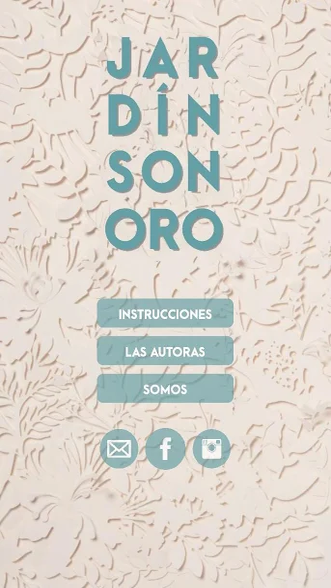 JAR
DÍN
SON
ORO
INSTRUCCIONES
LAS AUTORAS
SOMOS
f